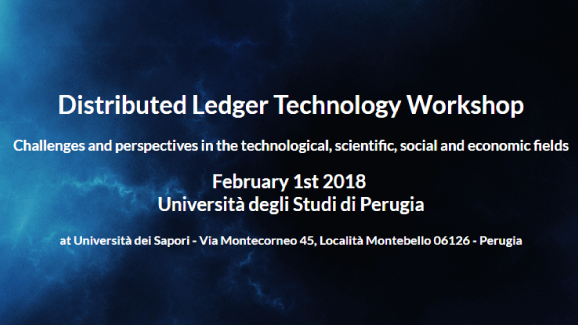 Distributed Ledger Technology Workshop
Challenges and perspectives in the technological, scientific, social and economic fields
February 1st 2018
Università degli Studi di Perugia
at Università dei Sapori - Via Montecorneo 45, Località Montebello 06126 - Perugia